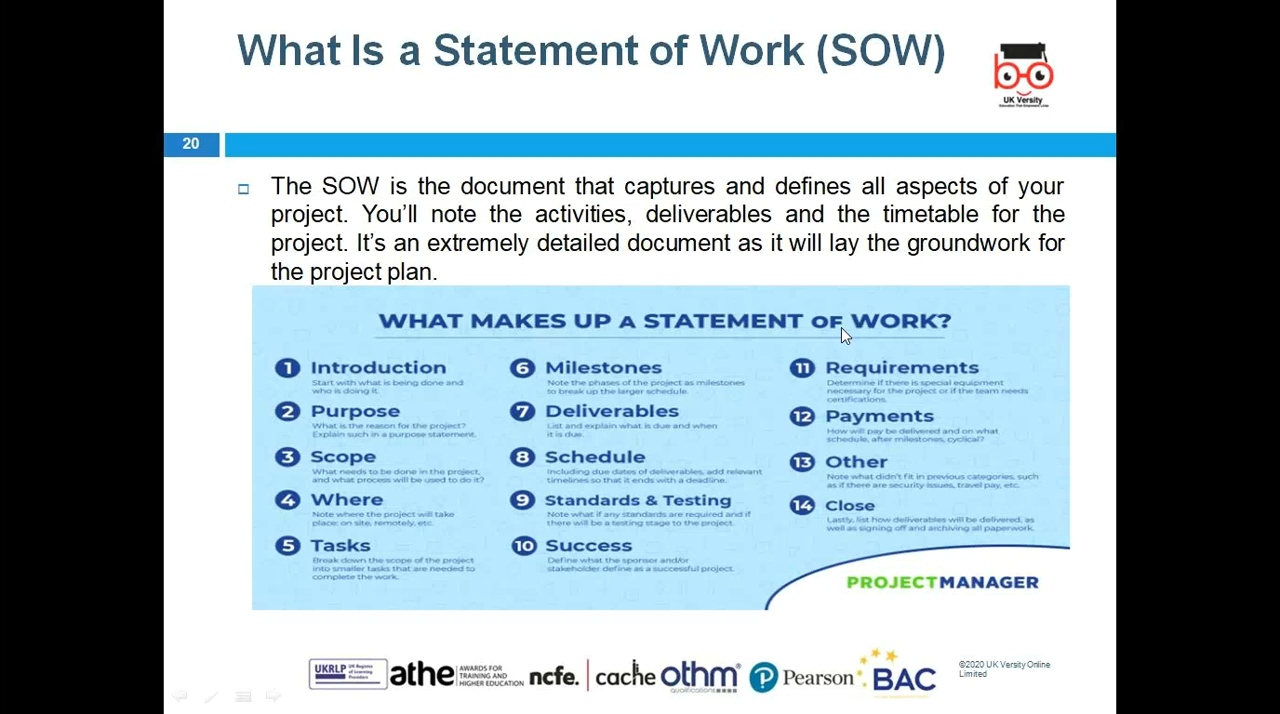 What Is a Statement of Work (SOW)
UK Versity
20
The SOW is the document that captures and defines all aspects of your
project. You’ll note the activities, deliverables and the timetable for the
project. It’s an extremely detailed document as it will lay the groundwork for
the project plan.
WHAT MAKES UP A STATEMENT OF WORK?
1 Introduction
Start with what is being done and
who is doing it.
2 Purpose
What is the reason for the project?
Explain such in a purpose statement.
3 Scope
What needs to be done in the project,
and what process will be used to do it?
4 Where
Note where the project will take
place: on site, remotely, etc.
5 Tasks
Break down the scope of the project
into smaller tasks that are needed to
complete the work.
6 Milestones
Note the phases of the project as milestones
to break up the larger schedule.
7 Deliverables
List and explain what is due and when
it is due.
8 Schedule
Including due dates of deliverables, add relevant
timelines so that it ends with a deadline.
9 Standards & Testing
Note what if any standards are required and if
there will be a testing stage to the project.
10 Success
Define what the sponsor and/or
stakeholder define as a successful project.
11 Requirements
Determine if there is special equipment
necessary for the project or if the team needs
certifications.
12 Payments
How will pay be delivered and on what
schedule, after milestones, cyclical?
13 Other
Note what didn't fit in previous categories, such
as if there are security issues, travel pay, etc.
14 Close
Lastly, list how deliverables will be delivered, as
well as signing off and archiving all paperwork.
PROJECTMANAGER
UKRLP UK Register
of Learning
Providers
athe AWARDS FOR
TRAINING AND
HIGHER EDUCATION
ncfe.
cache
othm
qualifications
Pearson
BAC
©2020 UK Versity Online
Limited